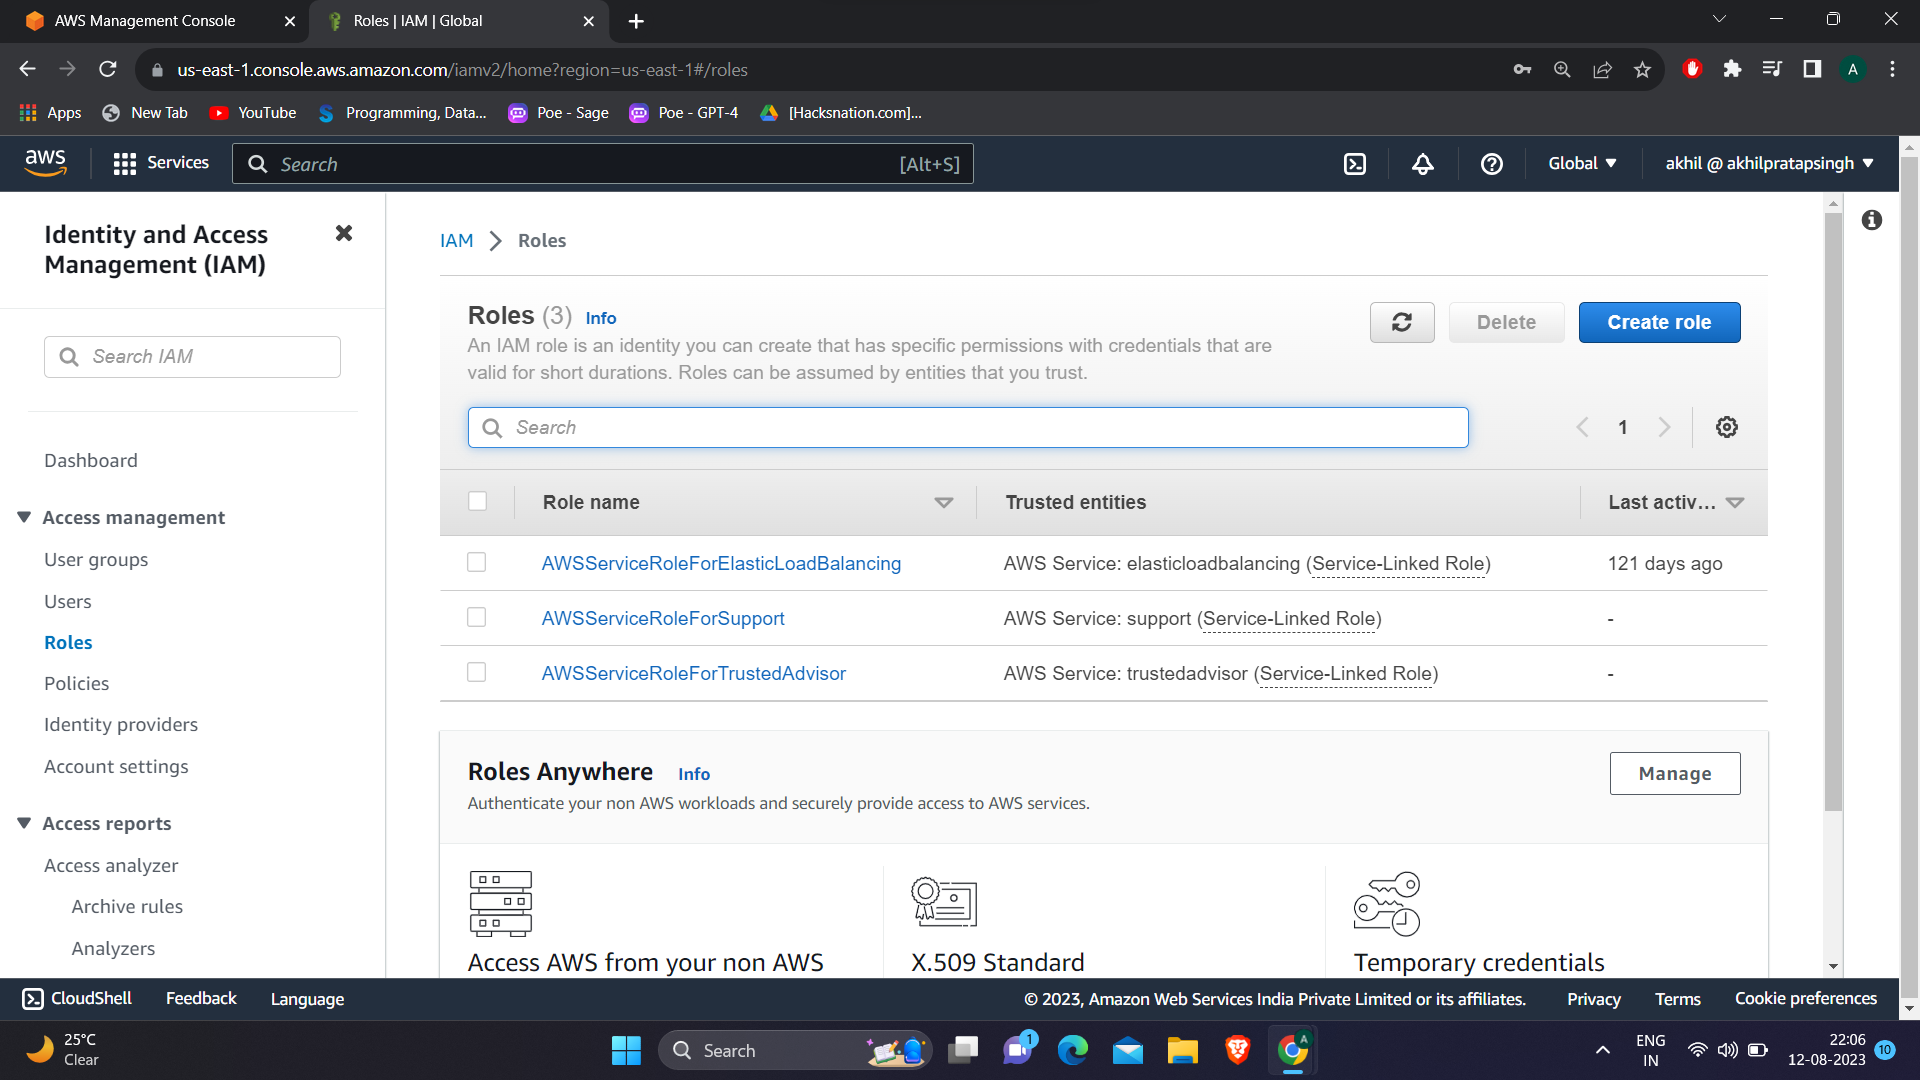 AWS Management Console
Roles | IAM | Global
us-east-1.console.aws.amazon.com/iamv2/home?region=us-east-1#/roles
A
Apps
New Tab
YouTube
Programming, Data...
Poe - Sage
Poe - GPT-4
[Hacksnation.com]...
aws
Services
Search
[Alt+S]
Global
akhil @ akhilpratapsingh
Identity and Access
Management (IAM)
Search IAM
Dashboard
Access management
User groups
Users
Roles
Policies
Identity providers
Account settings
Access reports
Access analyzer
Archive rules
Analyzers
IAM > Roles
Roles (3) Info
An IAM role is an identity you can create that has specific permissions with credentials that are
valid for short durations. Roles can be assumed by entities that you trust.
Delete
Create role
Search
1
Role name
Trusted entities
Last activ...
AWSServiceRoleForElasticLoadBalancing
AWS Service: elasticloadbalancing (Service-Linked Role)
121 days ago
AWSServiceRoleForSupport
AWS Service: support (Service-Linked Role)
-
AWSServiceRoleForTrustedAdvisor
AWS Service: trustedadvisor (Service-Linked Role)
-
Roles Anywhere Info
Authenticate your non AWS workloads and securely provide access to AWS services.
Manage
Access AWS from your non AWS
X.509 Standard
Temporary credentials
CloudShell
Feedback
Language
© 2023, Amazon Web Services India Private Limited or its affiliates.
Privacy
Terms
Cookie preferences
25°C
Clear
Search
1
A
ENG
IN
22:06
12-08-2023
10